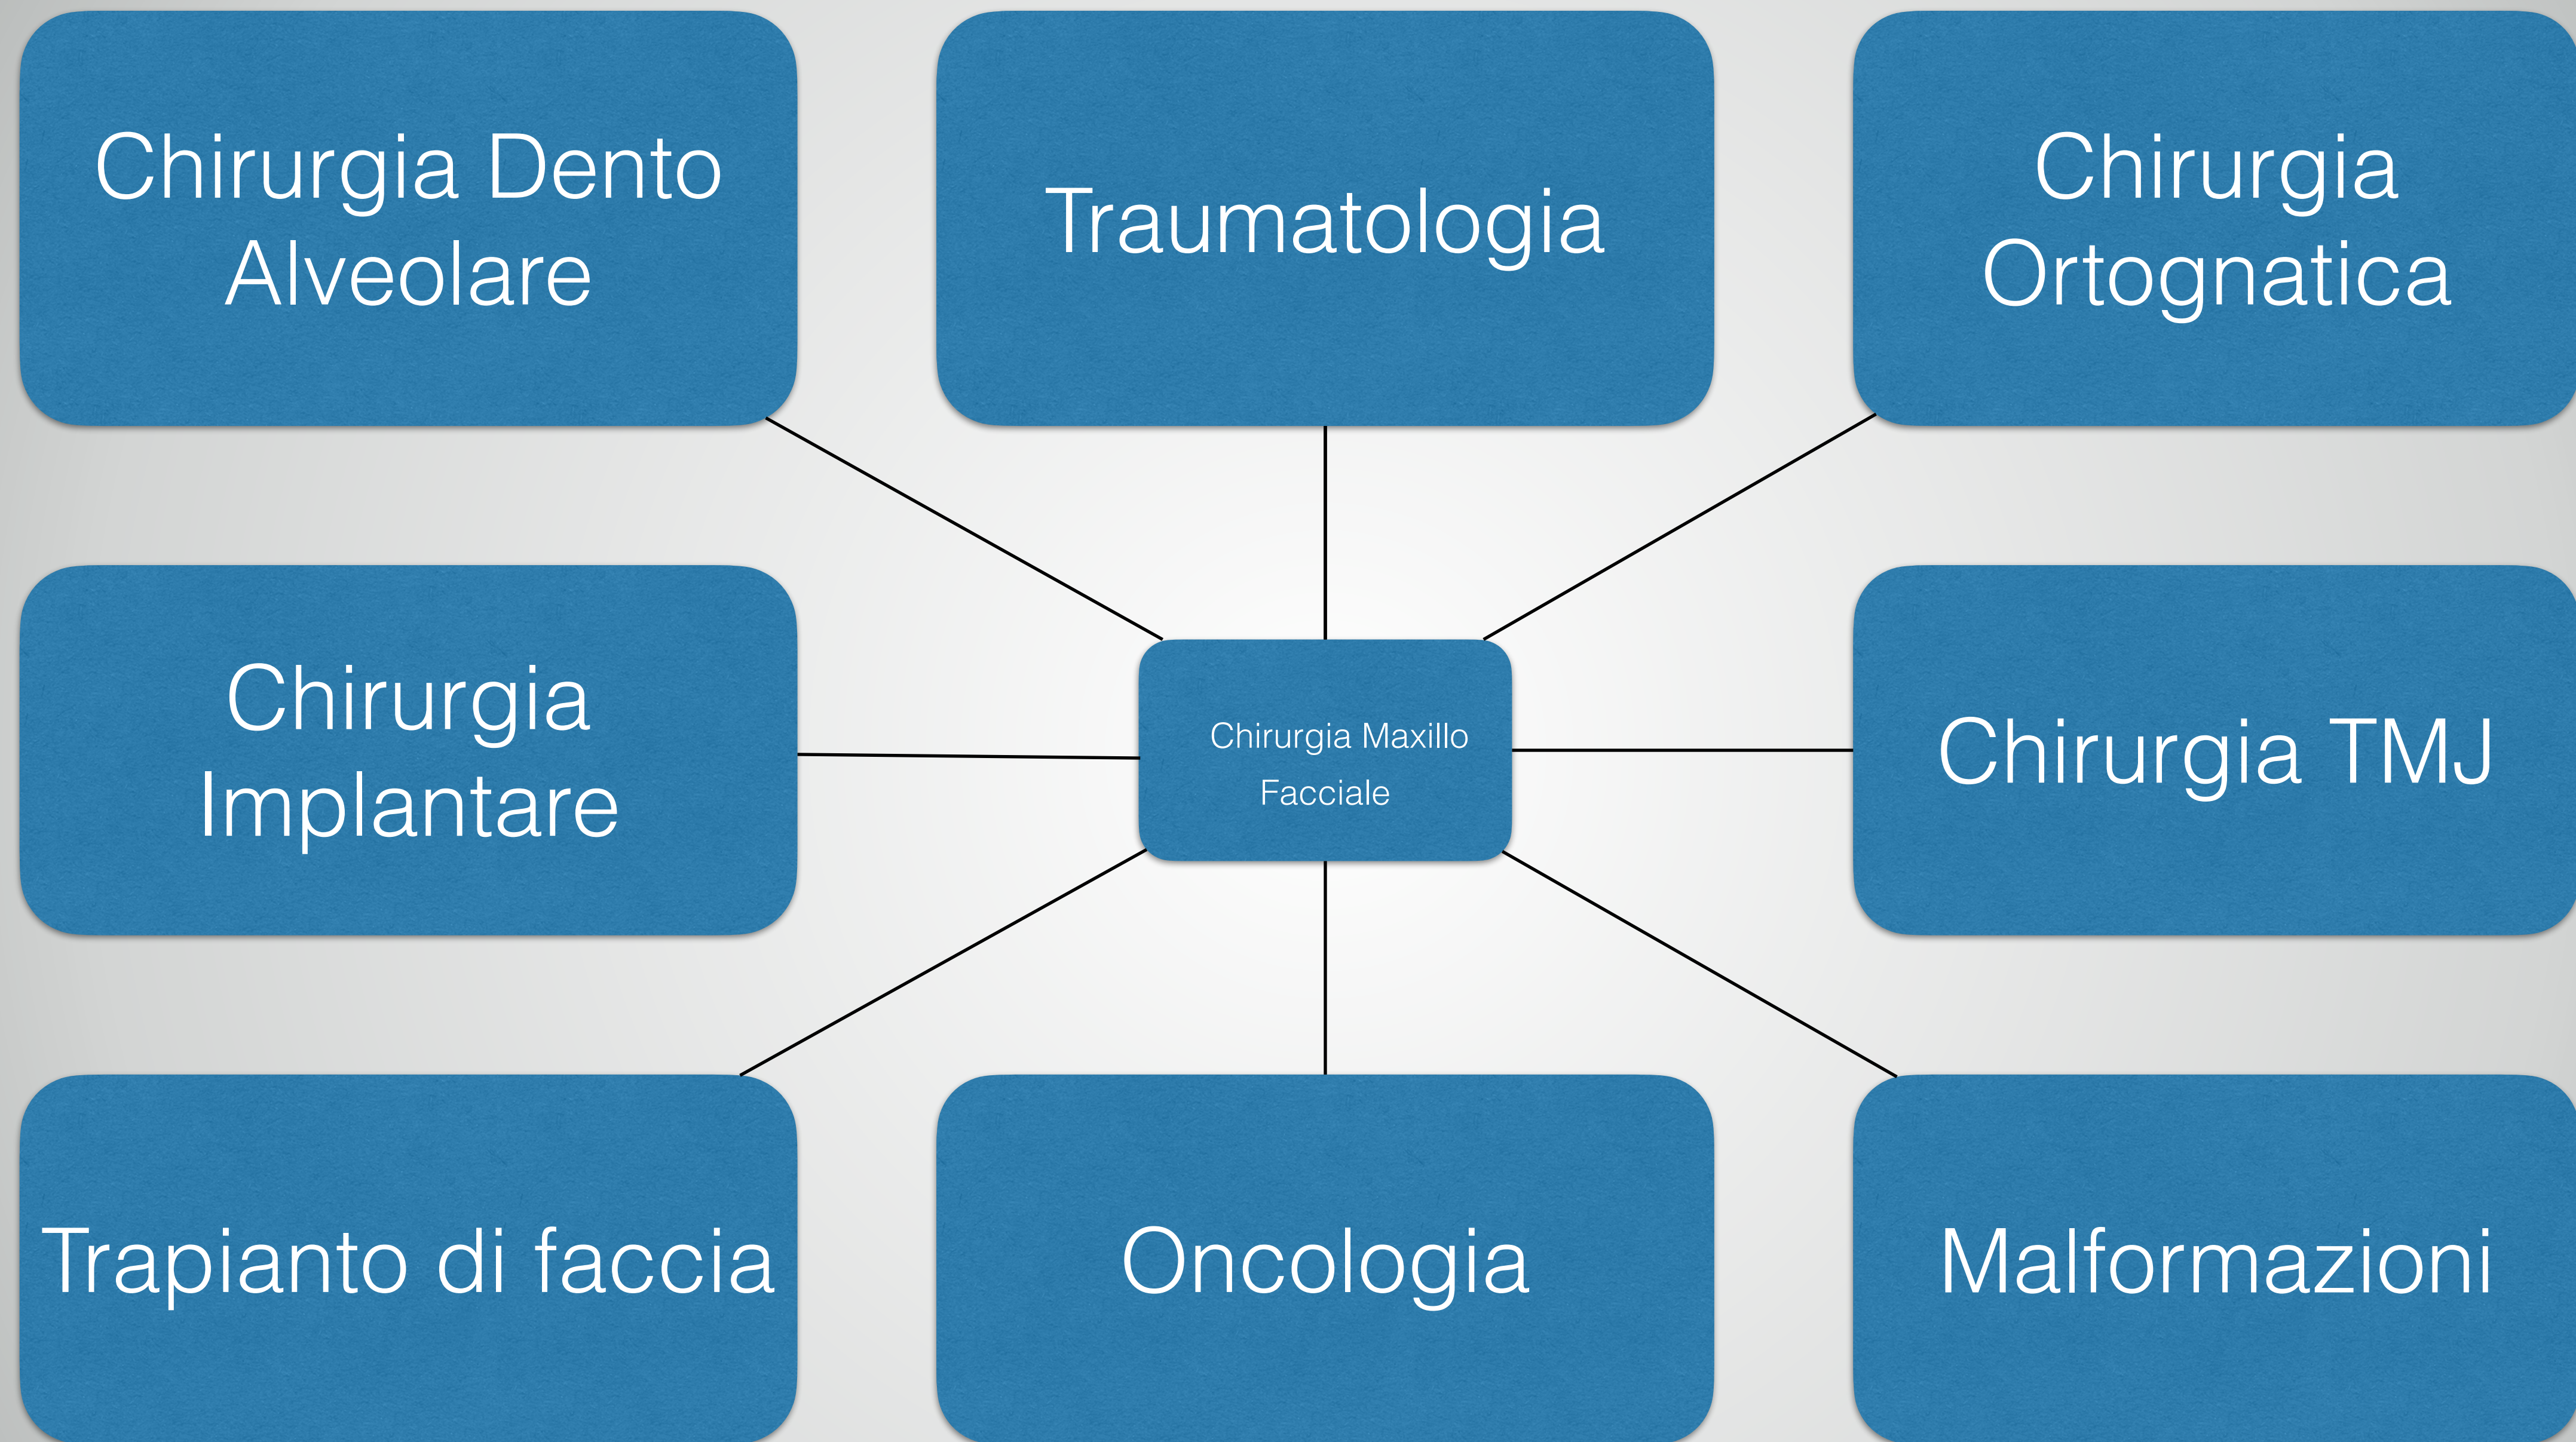 Chirurgia Dento
Alveolare
Traumatologia
Chirurgia
Ortognatica
Chirurgia
Implantare
Chirurgia Maxillo
Facciale
Chirurgia TMJ
Trapianto di faccia
Oncologia
Malformazioni